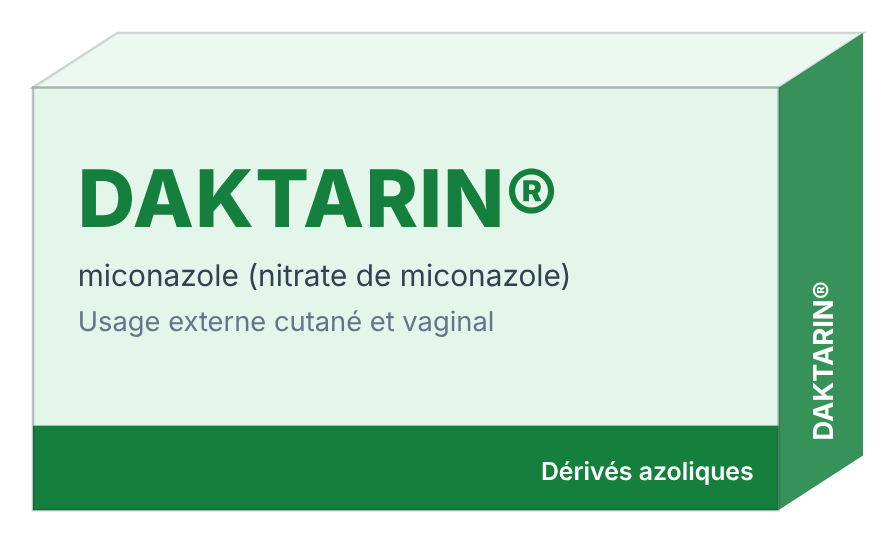 DAKTARIN®
miconazole (nitrate de miconazole)
Usage externe cutané et vaginal
Dérivés azoliques
DAKTARIN®